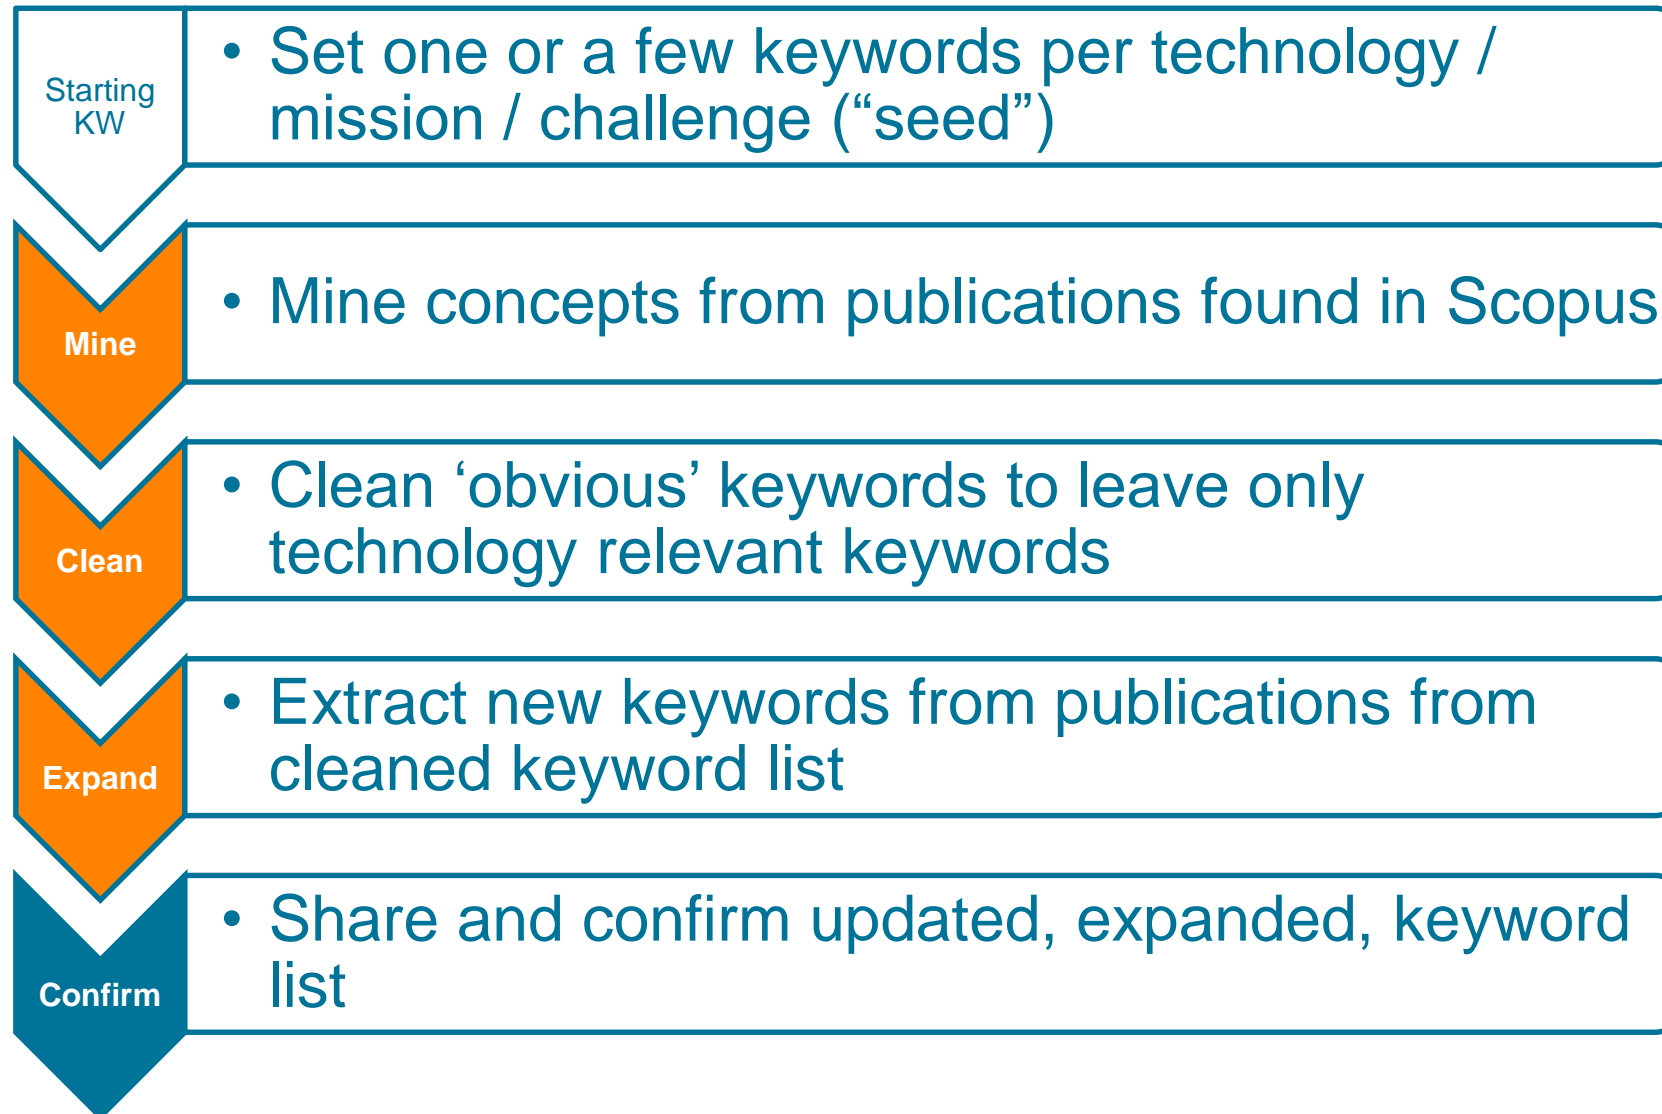 Starting
KW
• Set one or a few keywords per technology /
mission / challenge (“seed”)
Mine
• Mine concepts from publications found in Scopus
Clean
• Clean ‘obvious’ keywords to leave only
technology relevant keywords
Expand
• Extract new keywords from publications from
cleaned keyword list
Confirm
• Share and confirm updated, expanded, keyword
list